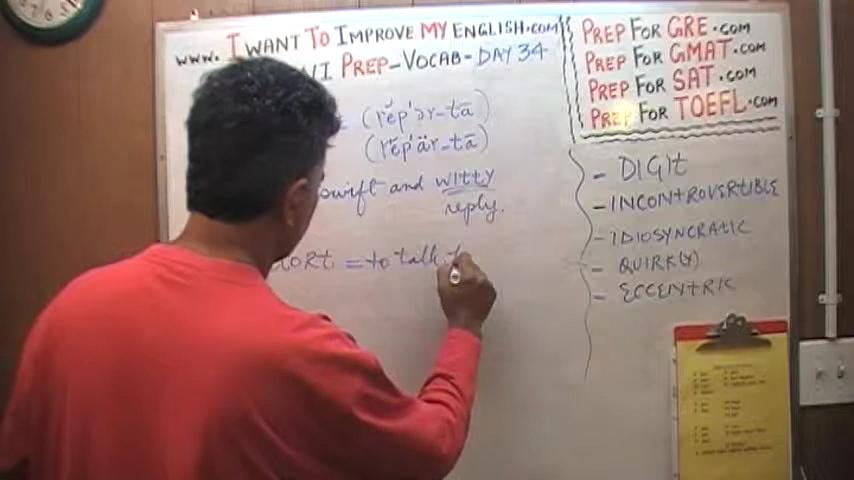 www. I WANT TO IMPROVE MY ENGLISH.COM
PREP-VOCAB-DAY 34
(rĕp'ər-tā)
(rĕp'är-tā)
swift and witty
reply.
= to talk
PREP FOR GRE.COM
PREP FOR GMAT.COM
PREP FOR SAT.COM
PREP FOR TOEFL.COM
- DIGIT
- INCONTROVERTIBLE
- IDIOSYNCRATIC
- QUIRK(Y)
- ECCENTRIC